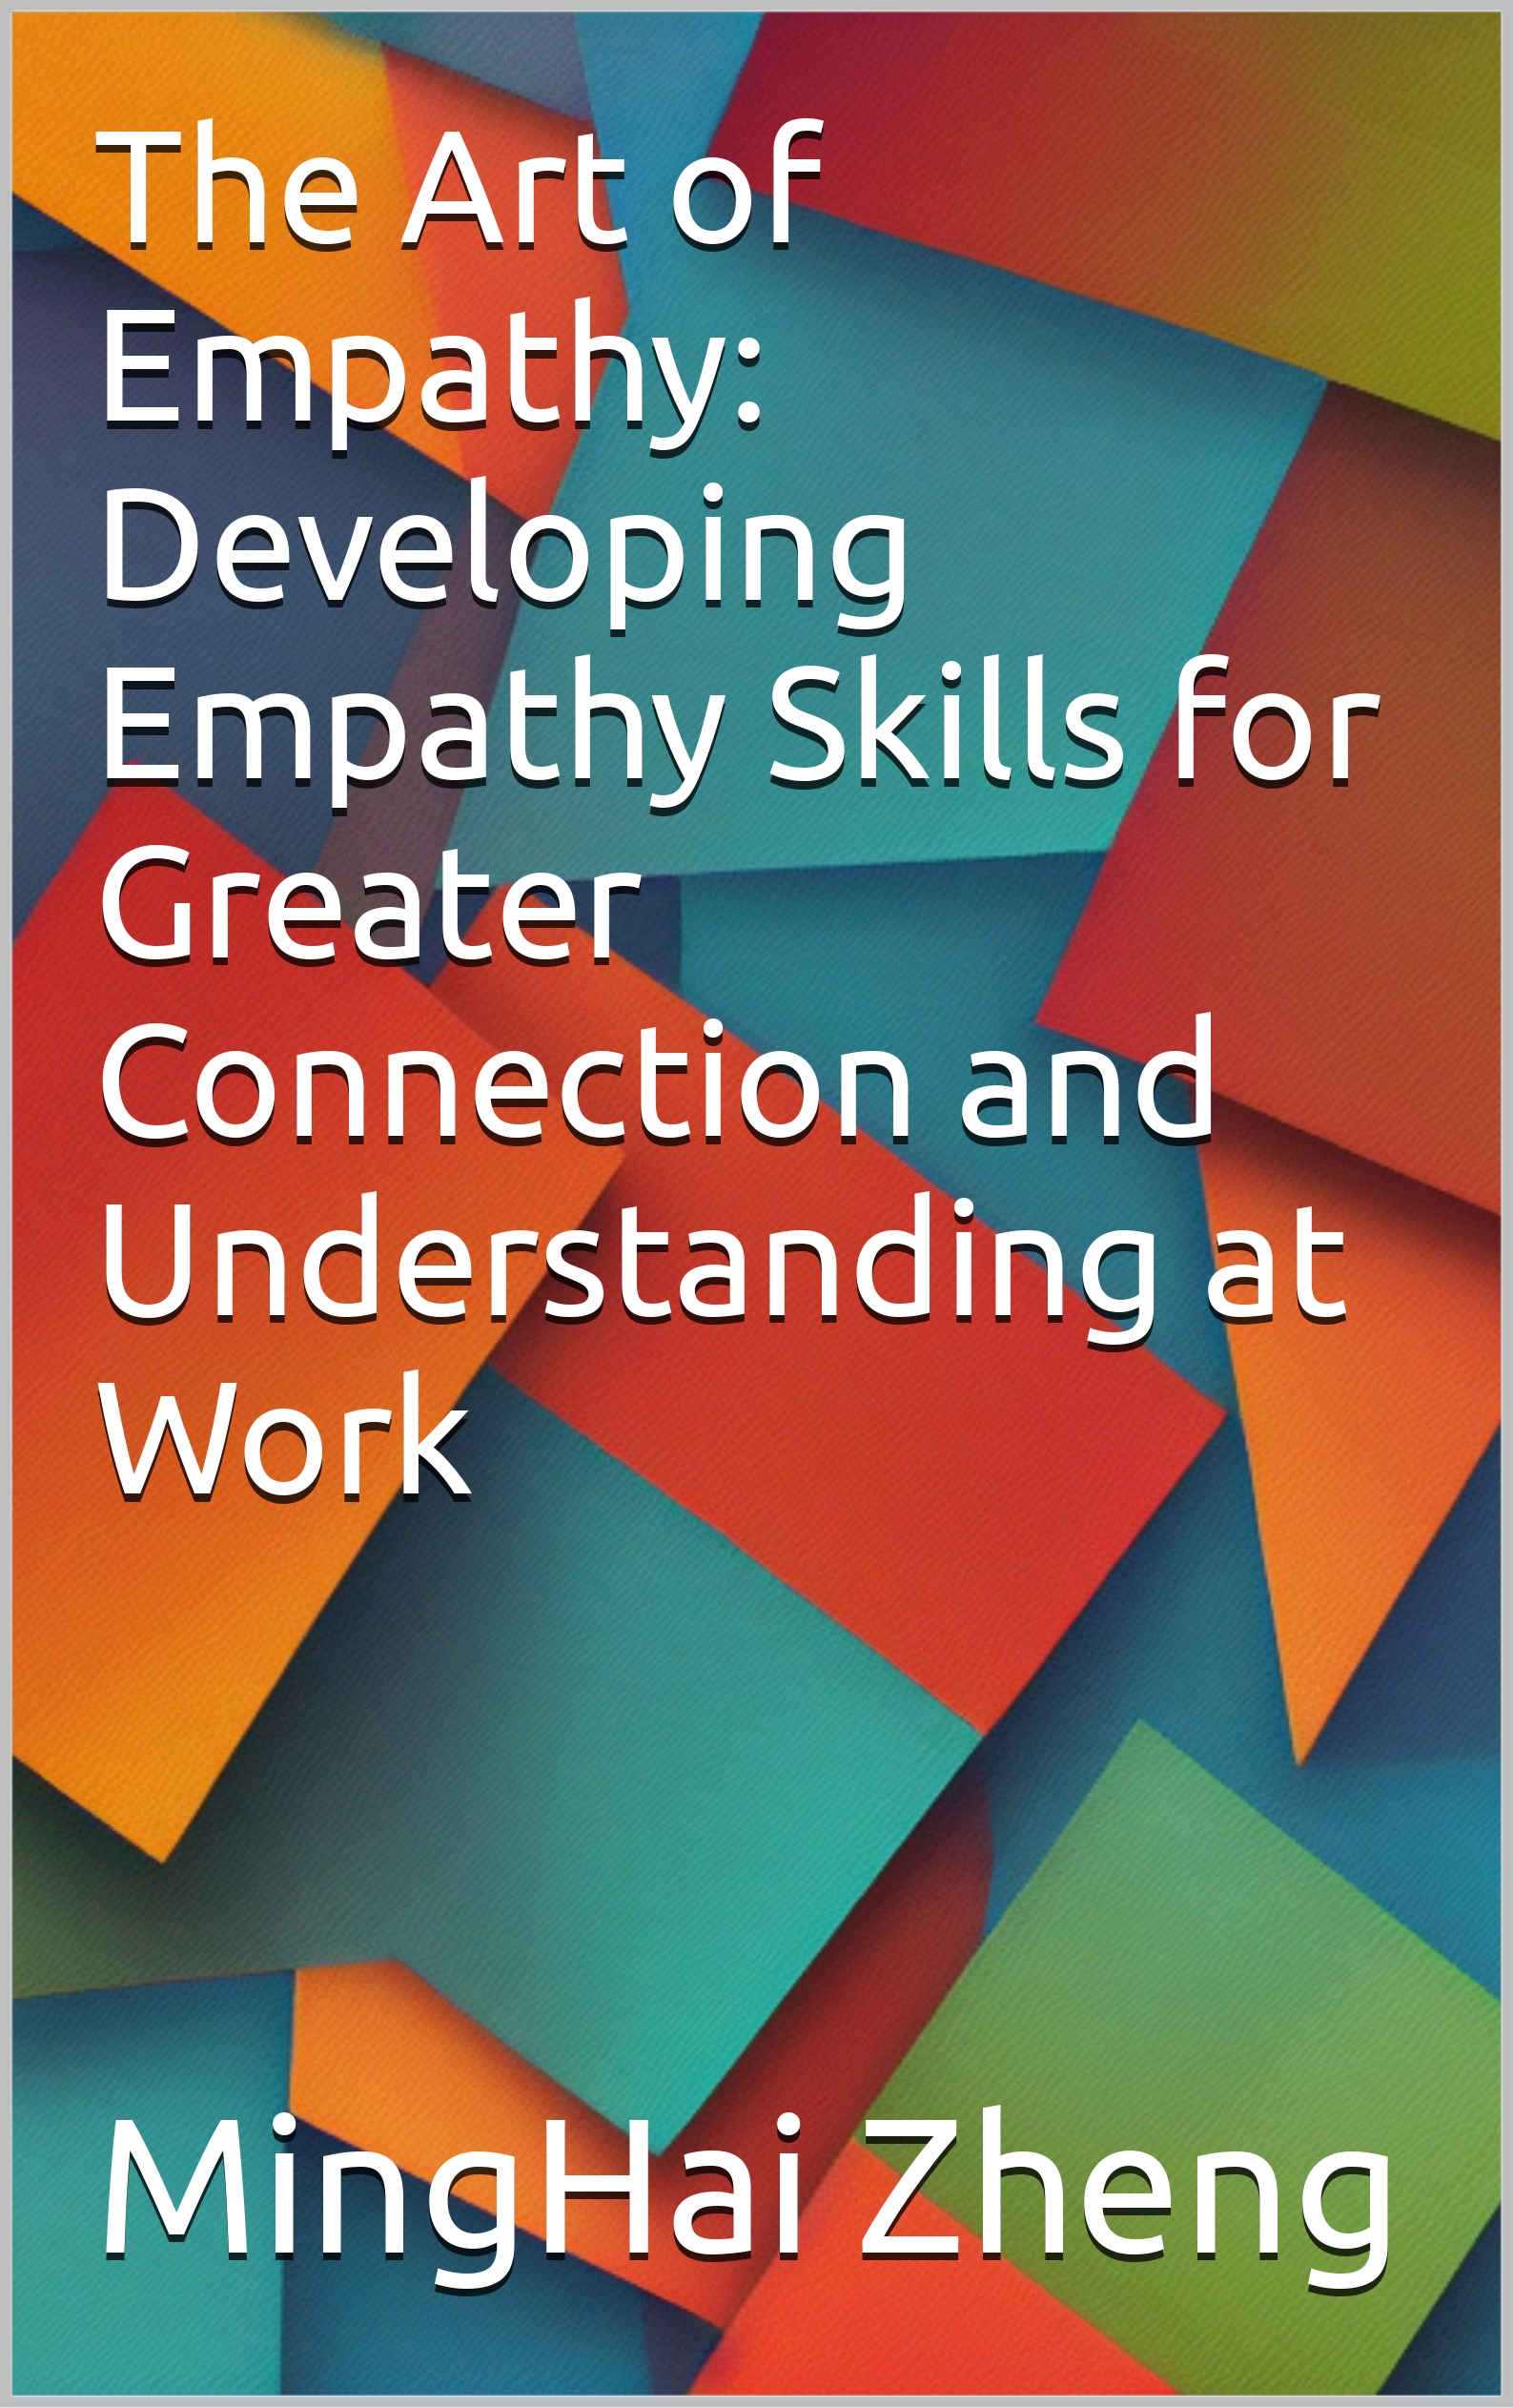 The Art of
Empathy:
Developing
Empathy Skills for
Greater
Connection and
Understanding at
Work
MingHai Zheng